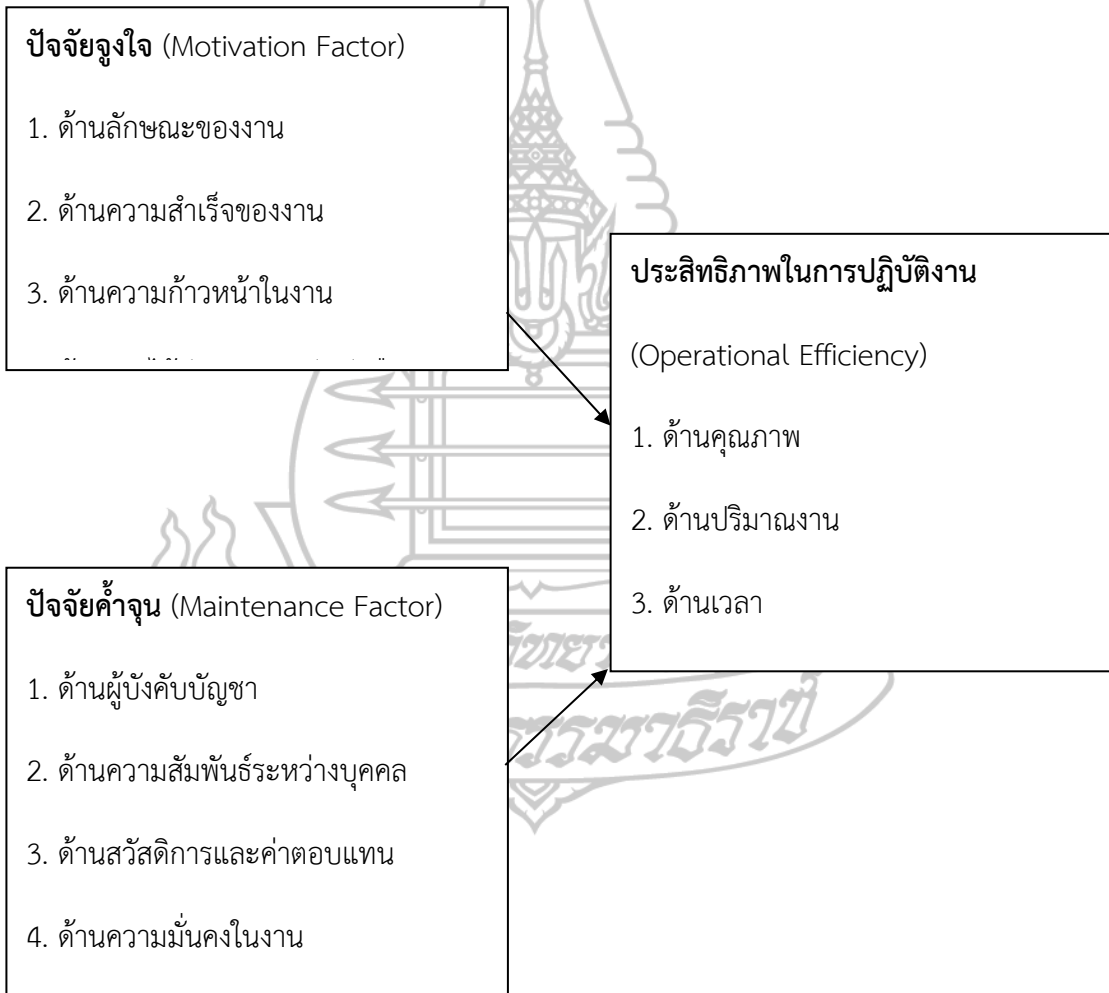 ปัจจัยจูงใจ (Motivation Factor)
1. ด้านลักษณะของงาน
2. ด้านความสำเร็จของงาน
3. ด้านความก้าวหน้าในงาน
ปัจจัยค้ำจุน (Maintenance Factor)
1. ด้านผู้บังคับบัญชา
2. ด้านความสัมพันธ์ระหว่างบุคคล
3. ด้านสวัสดิการและค่าตอบแทน
4. ด้านความมั่นคงในงาน
ประสิทธิภาพในการปฏิบัติงาน
(Operational Efficiency)
1. ด้านคุณภาพ
2. ด้านปริมาณงาน
3. ด้านเวลา